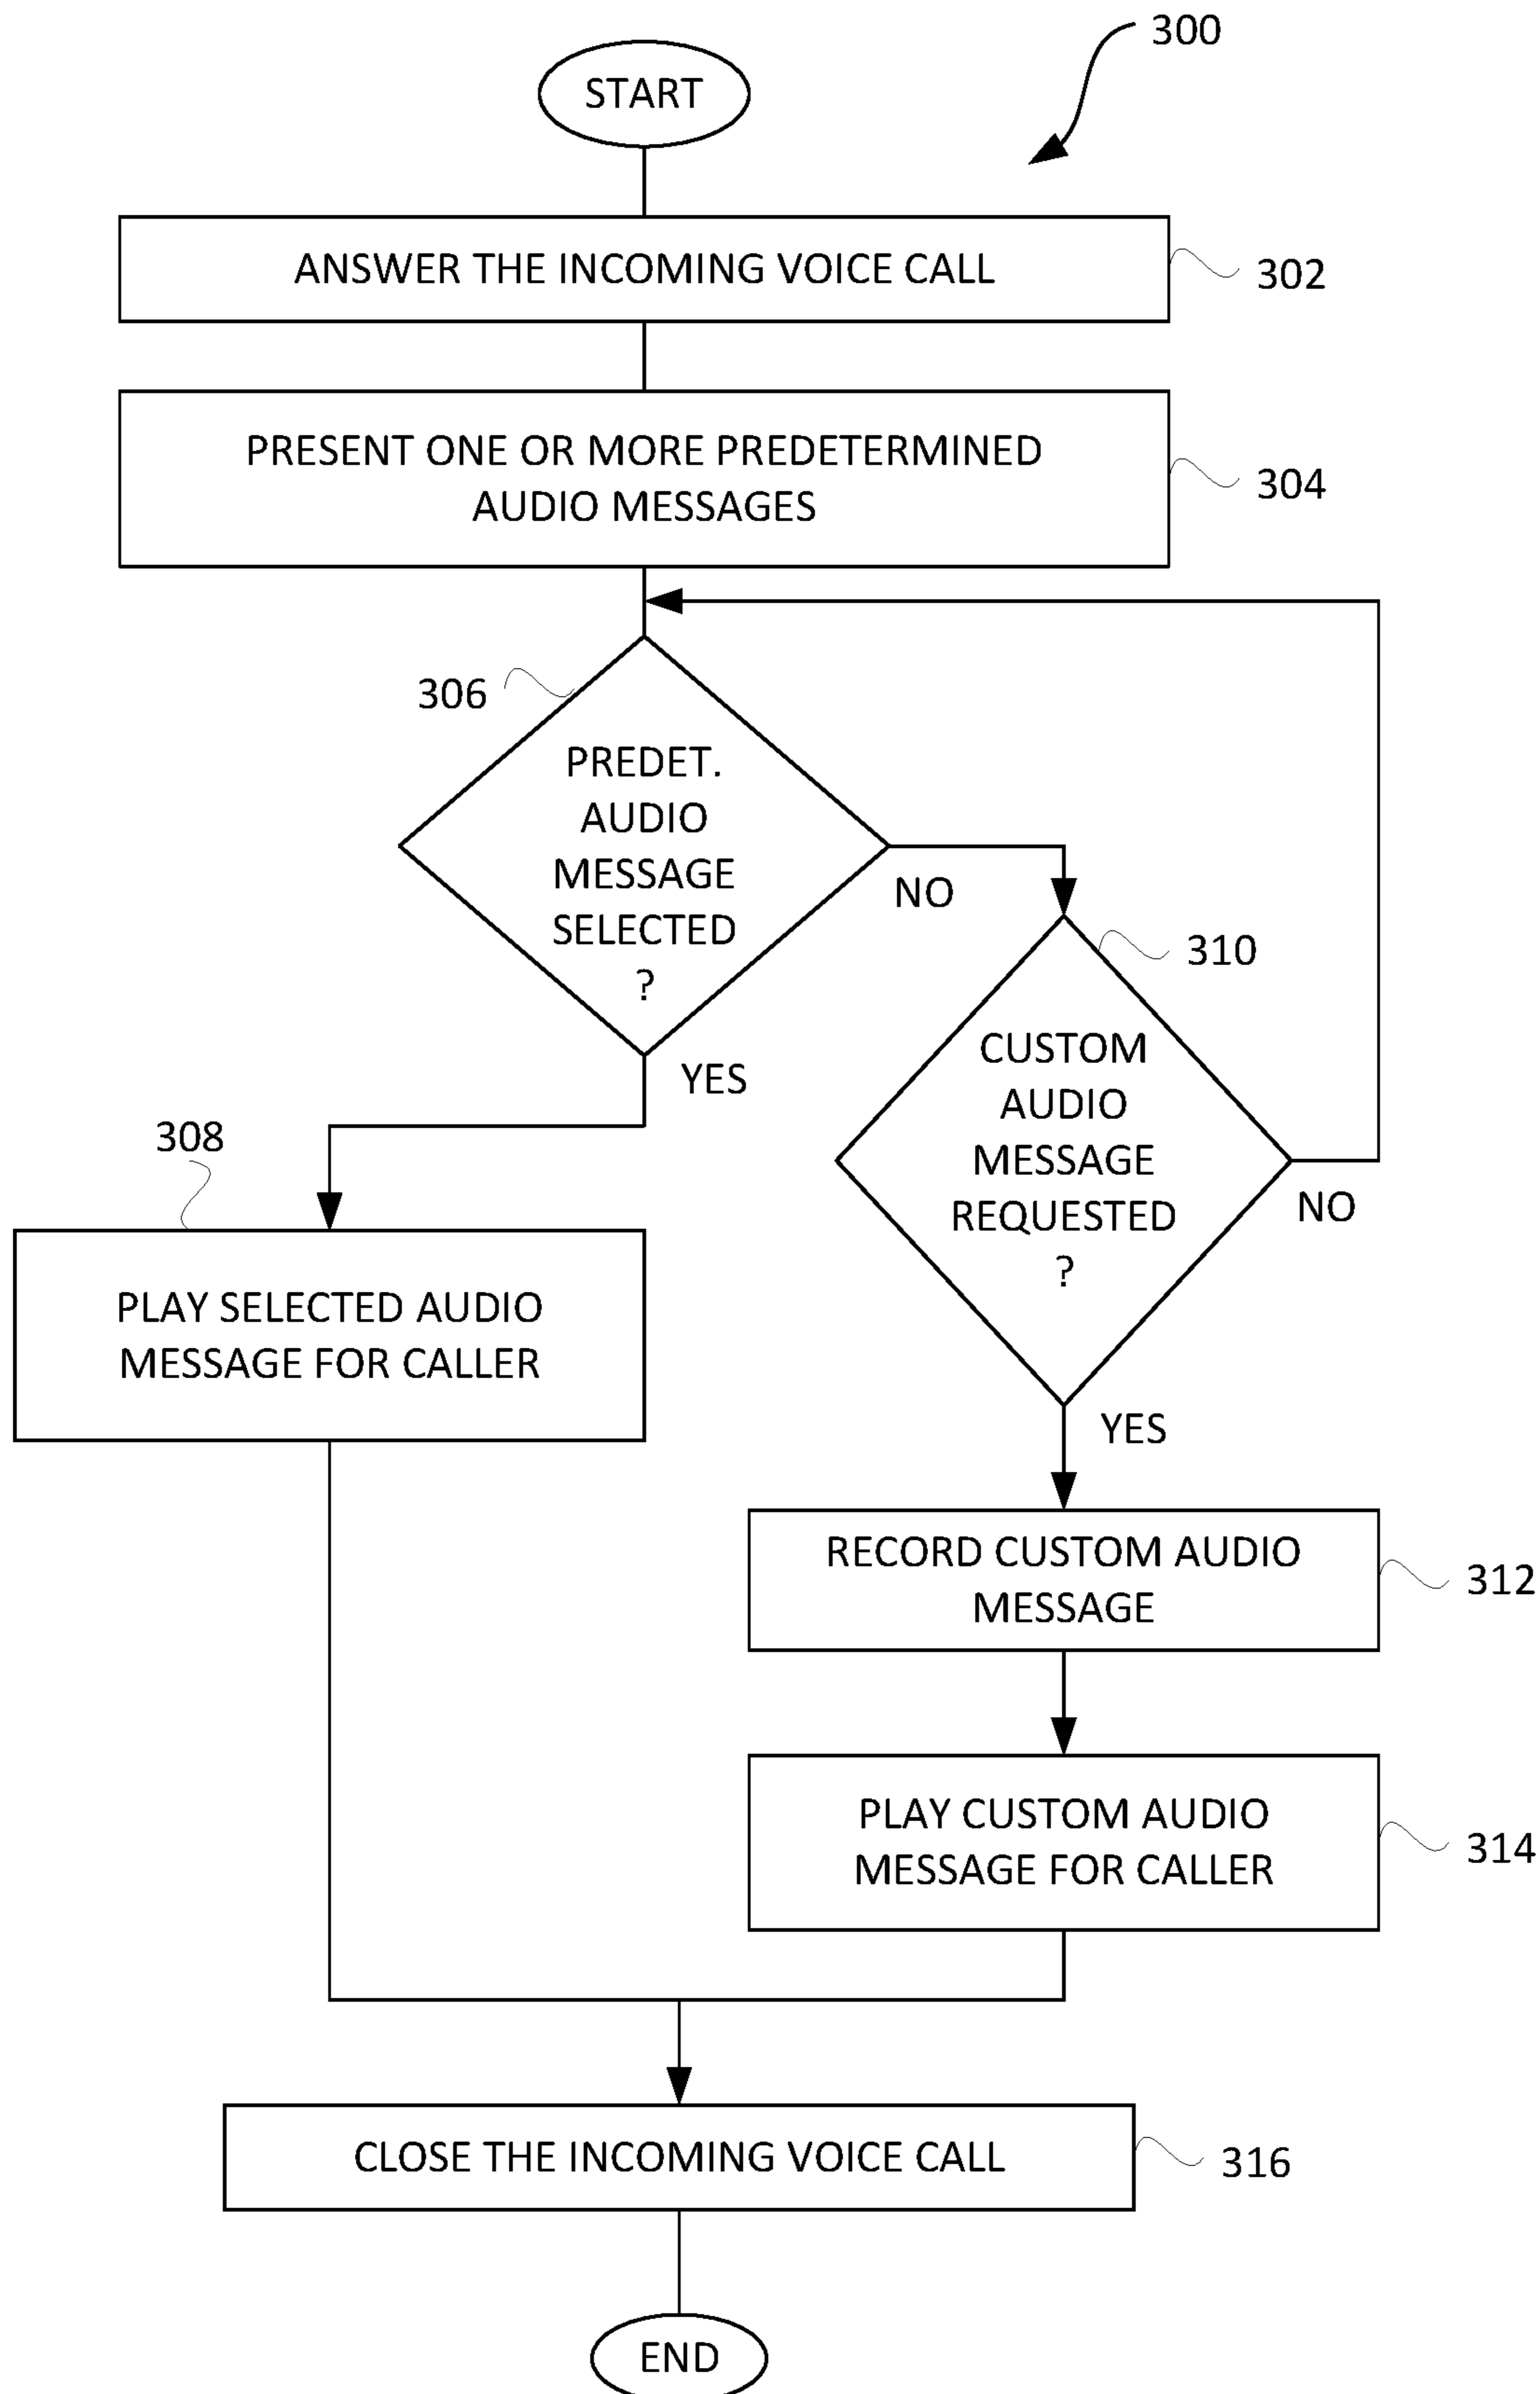 300
START
ANSWER THE INCOMING VOICE CALL
302
PRESENT ONE OR MORE PREDETERMINED
AUDIO MESSAGES
304
306
PREDET.
AUDIO
MESSAGE
SELECTED
?
NO
YES
310
CUSTOM
AUDIO
MESSAGE
REQUESTED
?
NO
YES
308
PLAY SELECTED AUDIO
MESSAGE FOR CALLER
RECORD CUSTOM AUDIO
MESSAGE
312
PLAY CUSTOM AUDIO
MESSAGE FOR CALLER
314
CLOSE THE INCOMING VOICE CALL
316
END